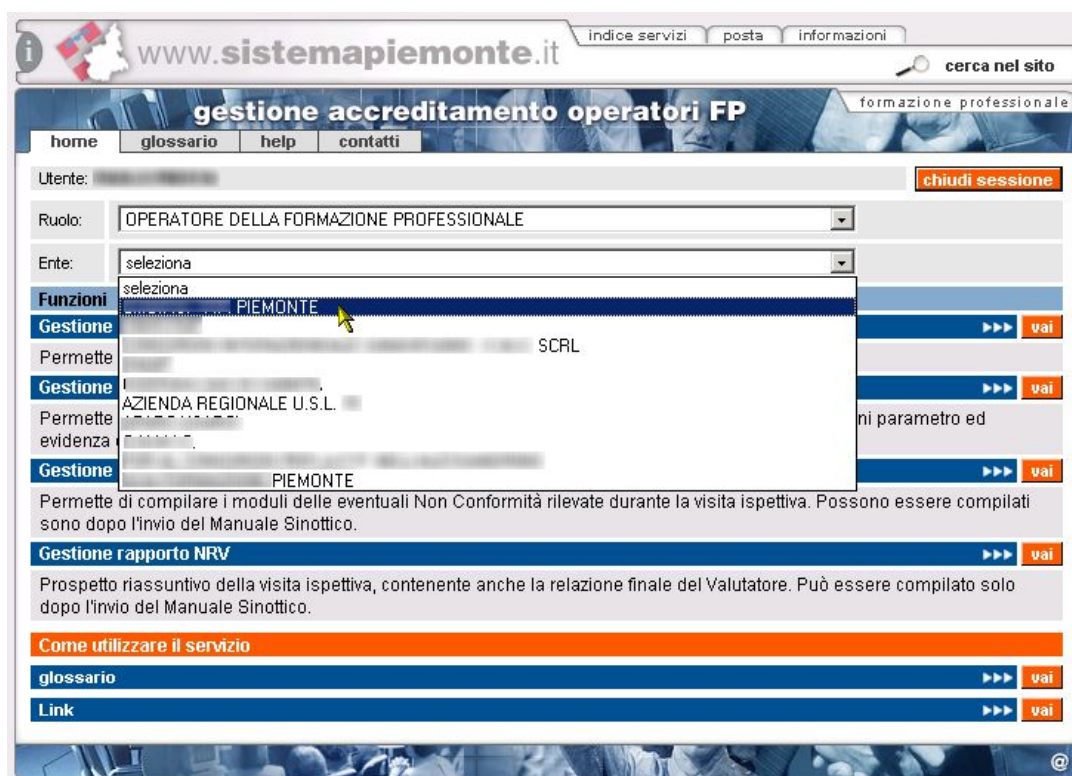 indice servizi posta informazioni
i www.sistemapiemonte.it
cerca nel sito
gestione accreditamento operatori FP
formazione professionale
home glossario help contatti
Utente:
chiudi sessione
Ruolo: OPERATORE DELLA FORMAZIONE PROFESSIONALE
Ente: seleziona
seleziona
Funzioni
PIEMONTE
Gestione vai
SCRL
Permette
Gestione vai
AZIENDA REGIONALE U.S.L.
Permette ni parametro ed
evidenza
Gestione vai
PIEMONTE
Permette di compilare i moduli delle eventuali Non Conformità rilevate durante la visita ispettiva. Possono essere compilati
sono dopo l'invio del Manuale Sinottico.
Gestione rapporto NRV vai
Prospetto riassuntivo della visita ispettiva, contenente anche la relazione finale del Valutatore. Può essere compilato solo
dopo l'invio del Manuale Sinottico.
Come utilizzare il servizio
glossario vai
Link vai
@